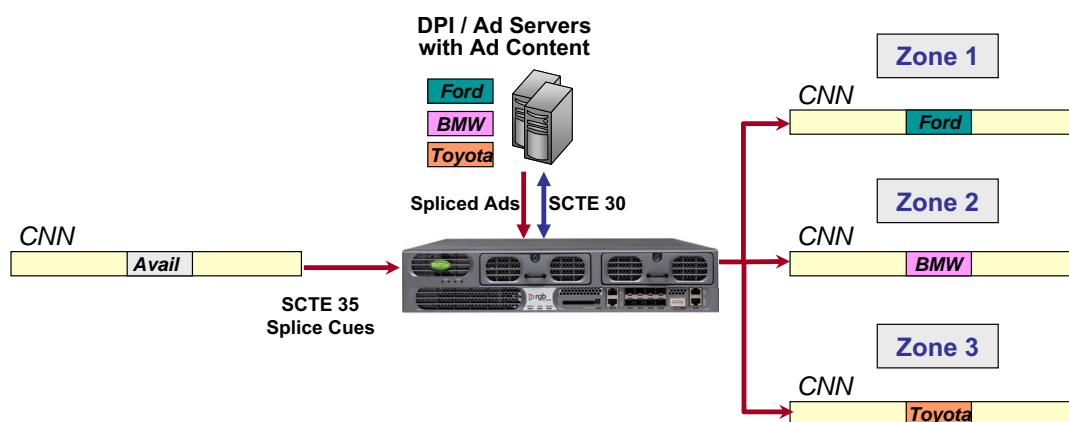 DPI / Ad Servers
with Ad Content
Ford
BMW
Toyota
Spliced Ads
SCTE 30
CNN
Avail
SCTE 35
Splice Cues
rgb
Zone 1
CNN
Ford
Zone 2
CNN
BMW
Zone 3
CNN
Toyota